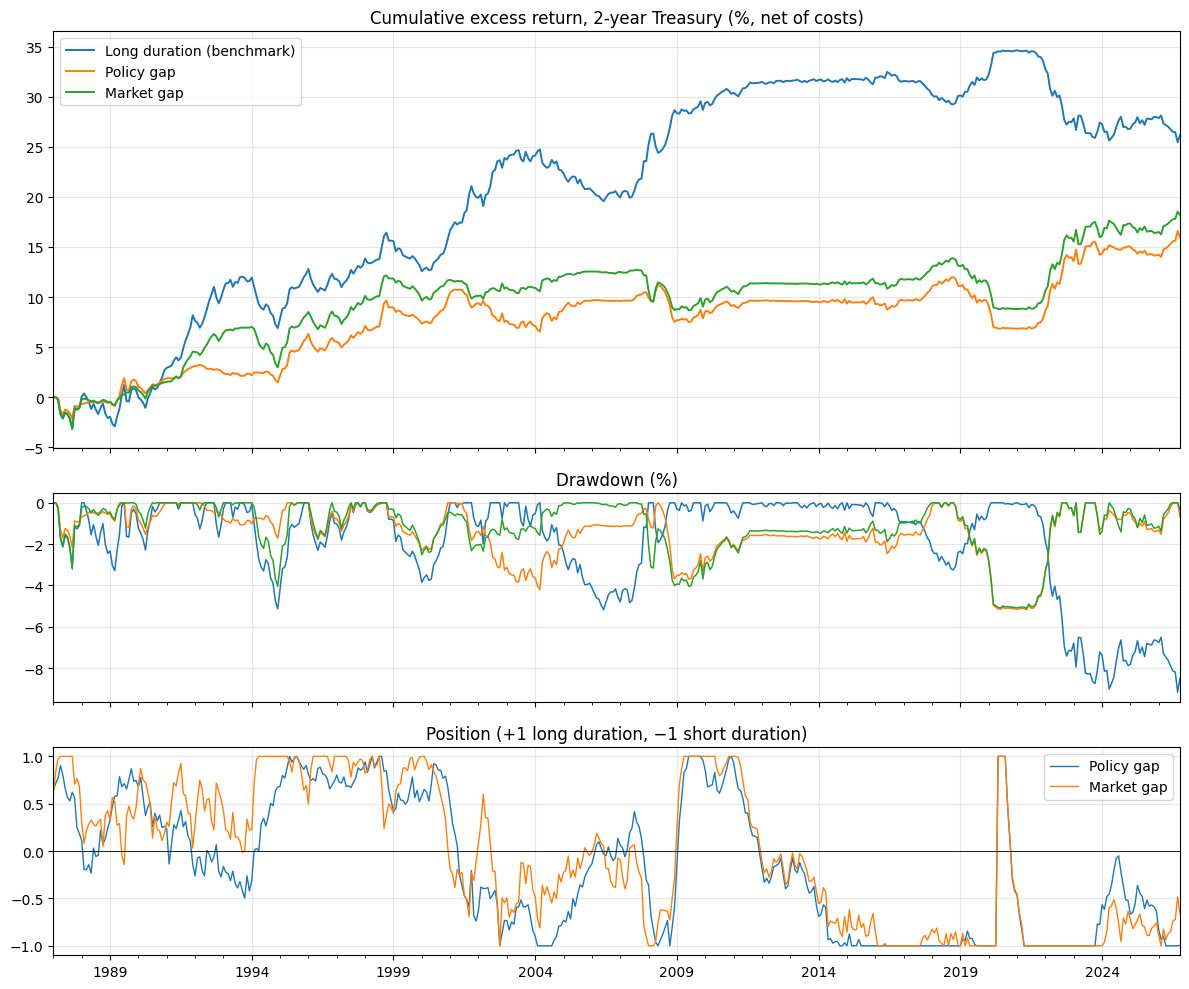 Cumulative excess return, 2-year Treasury (%, net of costs)
35
30
25
20
15
10
5
0
−5
Long duration (benchmark)
Policy gap
Market gap
Drawdown (%)
0
−2
−4
−6
−8
Position (+1 long duration, −1 short duration)
1.0
0.5
0.0
−0.5
−1.0
Policy gap
Market gap
1989 1994 1999 2004 2009 2014 2019 2024